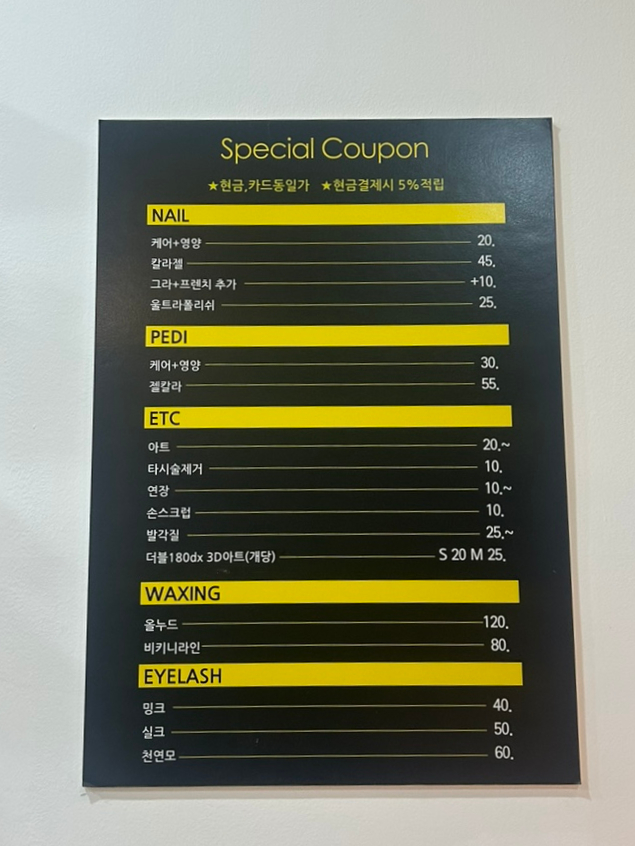 Special Coupon
★현금,카드동일가 ★현금결제시 5%적립
NAIL
케어+영양 20.
칼라젤 45.
그라+프렌치 추가 +10.
울트라폴리쉬 25.
PEDI
케어+영양 30.
젤칼라 55.
ETC
아트 20.~
타시술제거 10.
연장 10.~
손스크럽 10.
발각질 25.~
더블180dx 3D아트(개당) S 20 M 25.
WAXING
올누드 120.
비키니라인 80.
EYELASH
밍크 40.
실크 50.
천연모 60.